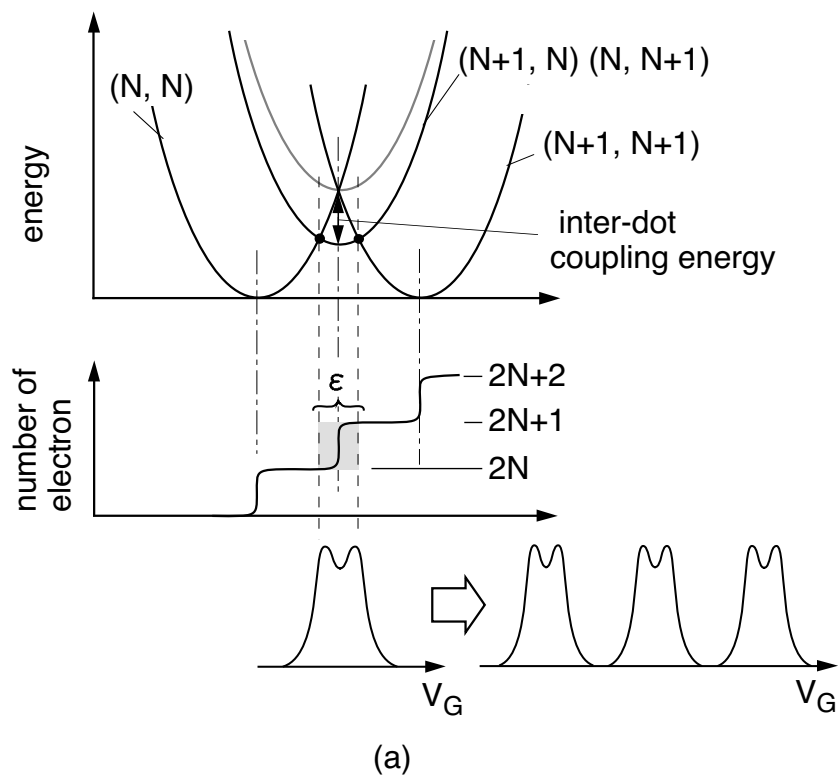 (N, N)
(N+1, N) (N, N+1)
(N+1, N+1)
energy
inter-dot
coupling energy
number of
electron
ε
2N+2
2N+1
2N
V_G
V_G
(a)